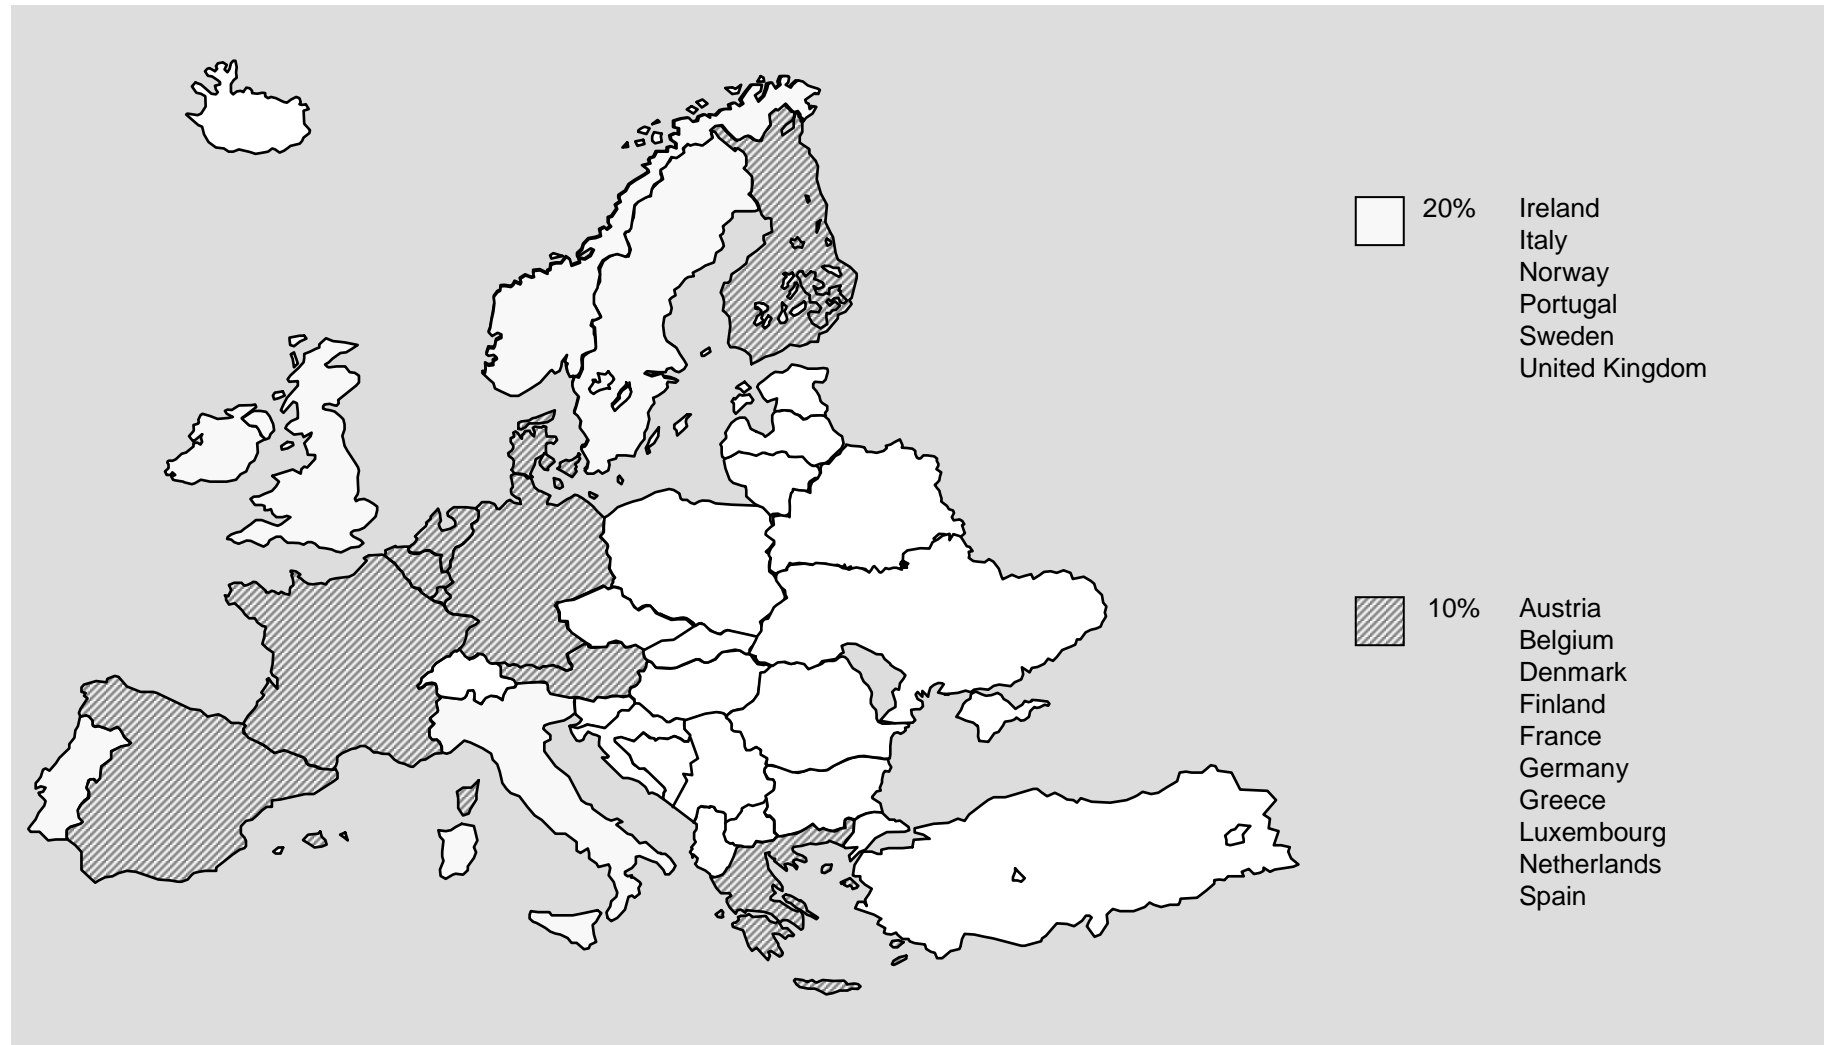 20% Ireland
Italy
Norway
Portugal
Sweden
United Kingdom
10% Austria
Belgium
Denmark
Finland
France
Germany
Greece
Luxembourg
Netherlands
Spain